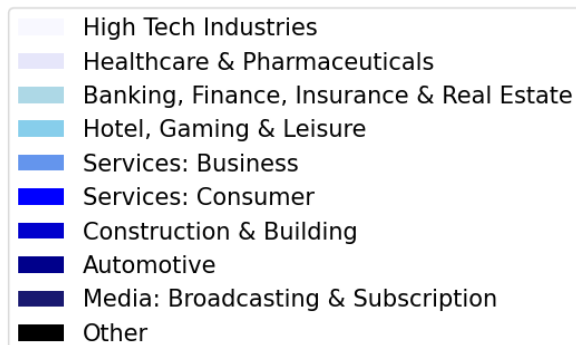 High Tech Industries
Healthcare & Pharmaceuticals
Banking, Finance, Insurance & Real Estate
Hotel, Gaming & Leisure
Services: Business
Services: Consumer
Construction & Building
Automotive
Media: Broadcasting & Subscription
Other